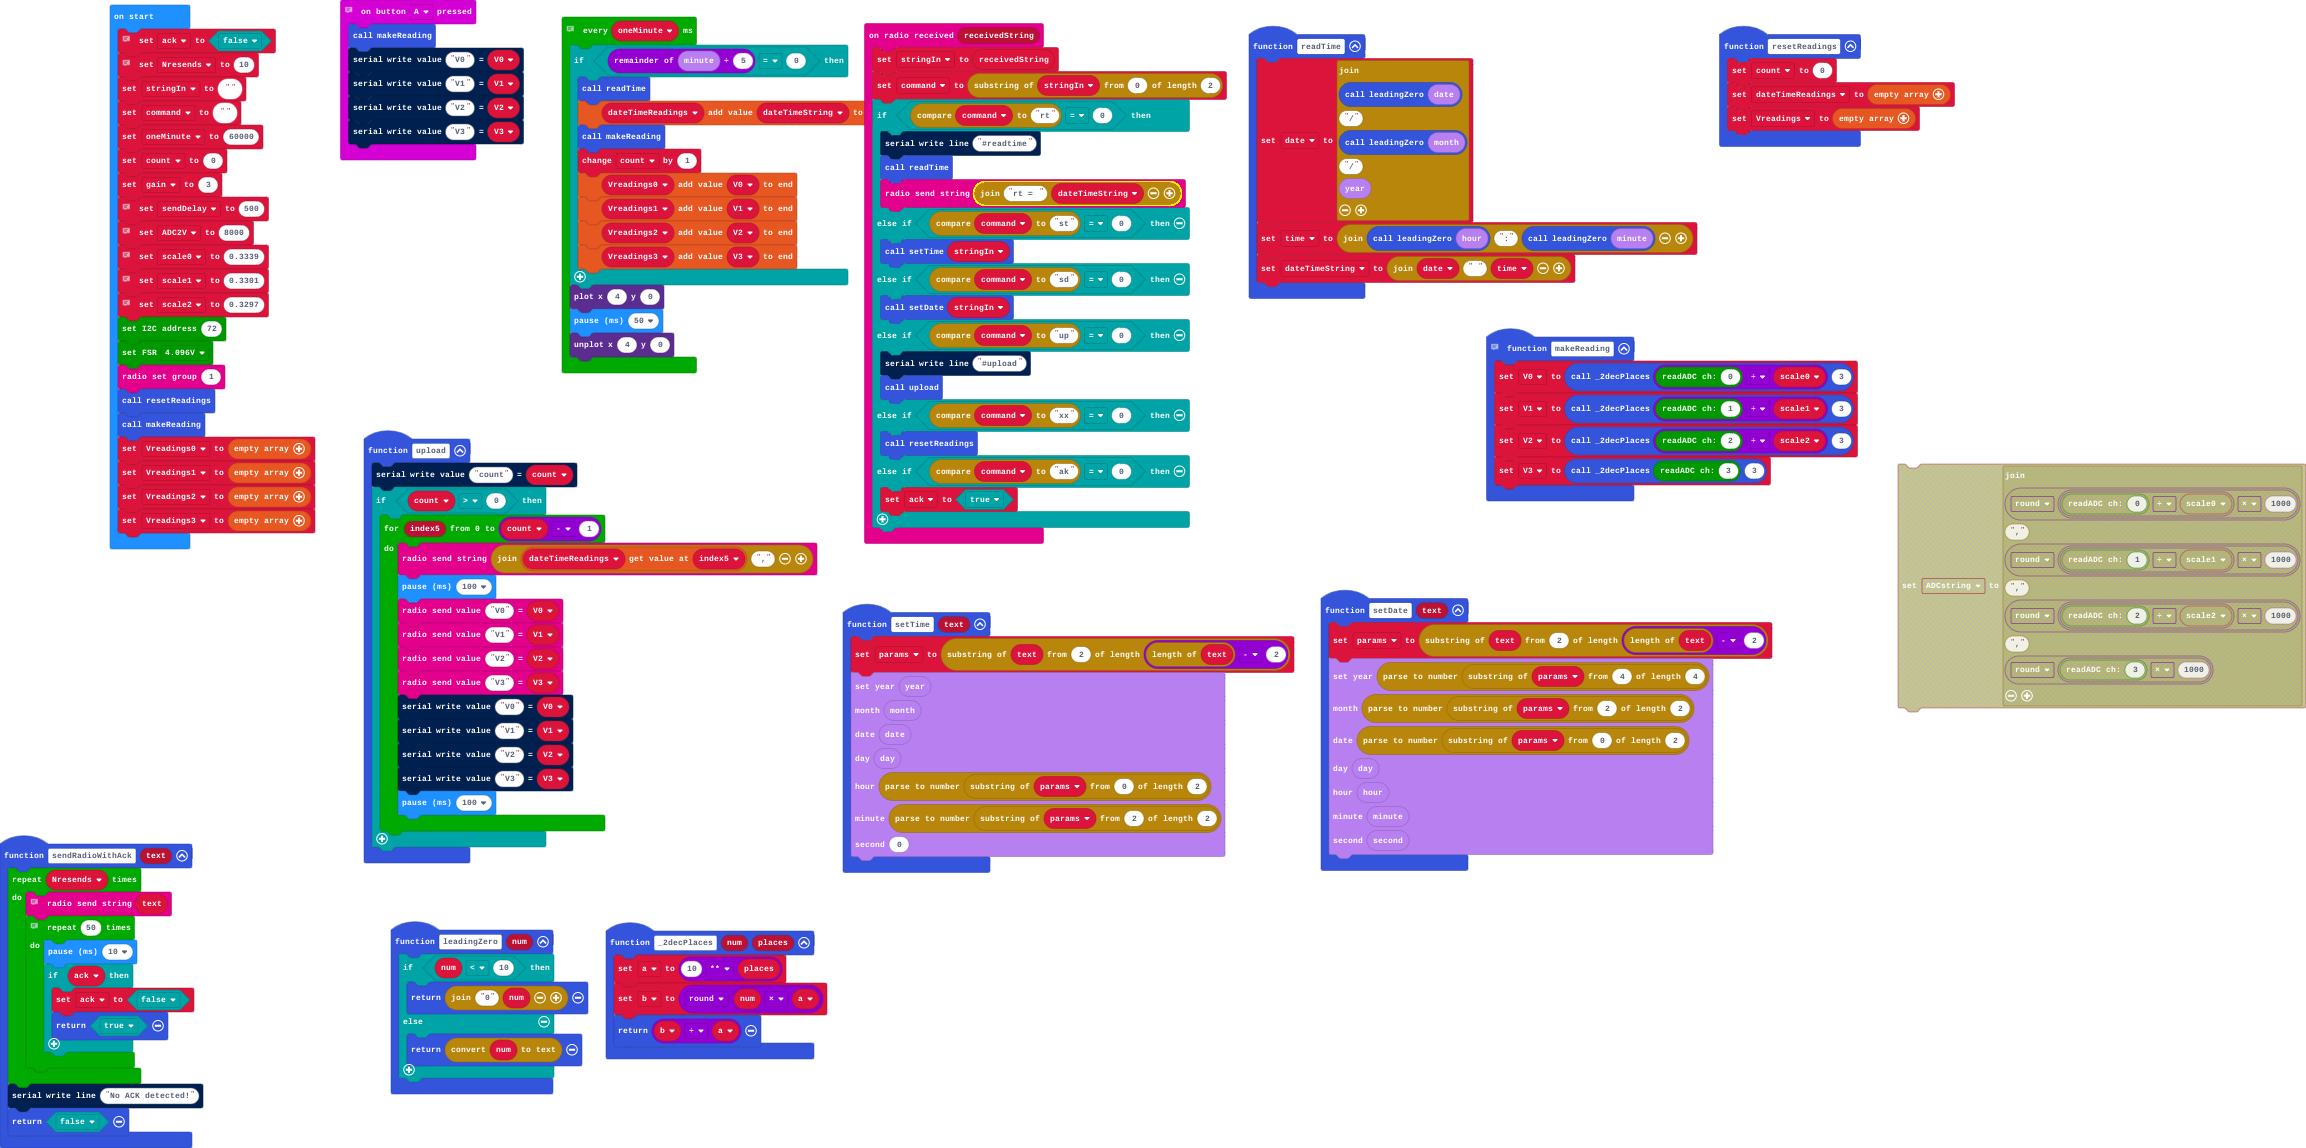 on start
set ack to false
set Nresends to 10
set stringIn to ""
set command to ""
set oneMinute to 60000
set count to 0
set gain to 3
set sendDelay to 500
set ADC2V to 8000
set scale0 to 0.3339
set scale1 to 0.3301
set scale2 to 0.3297
set I2C address 72
set FSR 4.096V
radio set group 1
call resetReadings
call makeReading
set Vreadings0 to empty array
set Vreadings1 to empty array
set Vreadings2 to empty array
set Vreadings3 to empty array
on button A pressed
call makeReading
serial write value "V0" = V0
serial write value "V1" = V1
serial write value "V2" = V2
serial write value "V3" = V3
every oneMinute ms
if remainder of minute ÷ 5 = 0 then
call readTime
dateTimeReadings add value dateTimeString to
call makeReading
change count by 1
Vreadings0 add value V0 to end
Vreadings1 add value V1 to end
Vreadings2 add value V2 to end
Vreadings3 add value V3 to end
plot x 4 y 0
pause (ms) 50
unplot x 4 y 0
on radio received receivedString
set stringIn to receivedString
set command to substring of stringIn from 0 of length 2
if compare command to "rt" = 0 then
serial write line "#readtime"
call readTime
radio send string join "rt = " dateTimeString
else if compare command to "st" = 0 then
call setTime stringIn
else if compare command to "sd" = 0 then
call setDate stringIn
else if compare command to "up" = 0 then
serial write line "#upload"
call upload
else if compare command to "xx" = 0 then
call resetReadings
else if compare command to "ak" = 0 then
set ack to true
function readTime
set date to join
call leadingZero date
"/"
call leadingZero month
"/"
year
set time to join call leadingZero hour ":" call leadingZero minute
set dateTimeString to join date " " time
function resetReadings
set count to 0
set dateTimeReadings to empty array
set Vreadings to empty array
function makeReading
set V0 to call _2decPlaces readADC ch: 0 ÷ scale0 3
set V1 to call _2decPlaces readADC ch: 1 ÷ scale1 3
set V2 to call _2decPlaces readADC ch: 2 ÷ scale2 3
set V3 to call _2decPlaces readADC ch: 3 3
function upload
serial write value "count" = count
if count > 0 then
for index5 from 0 to count - 1
do
radio send string join dateTimeReadings get value at index5 ","
pause (ms) 100
radio send value "V0" = V0
radio send value "V1" = V1
radio send value "V2" = V2
radio send value "V3" = V3
serial write value "V0" = V0
serial write value "V1" = V1
serial write value "V2" = V2
serial write value "V3" = V3
pause (ms) 100
set ADCstring to join
round readADC ch: 0 ÷ scale0 × 1000
","
round readADC ch: 1 ÷ scale1 × 1000
","
round readADC ch: 2 ÷ scale2 × 1000
","
round readADC ch: 3 × 1000
function setTime text
set params to substring of text from 2 of length length of text - 2
set year year
month month
date date
day day
hour parse to number substring of params from 0 of length 2
minute parse to number substring of params from 2 of length 2
second 0
function setDate text
set params to substring of text from 2 of length length of text - 2
set year parse to number substring of params from 4 of length 4
month parse to number substring of params from 2 of length 2
date parse to number substring of params from 0 of length 2
day day
hour hour
minute minute
second second
function sendRadioWithAck text
repeat Nresends times
do radio send string text
repeat 50 times
do pause (ms) 10
if ack then
set ack to false
return true
serial write line "No ACK detected!"
return false
function leadingZero num
if num < 10 then
return join "0" num
else
return convert num to text
function _2decPlaces num places
set a to 10 ** places
set b to round num × a
return b ÷ a